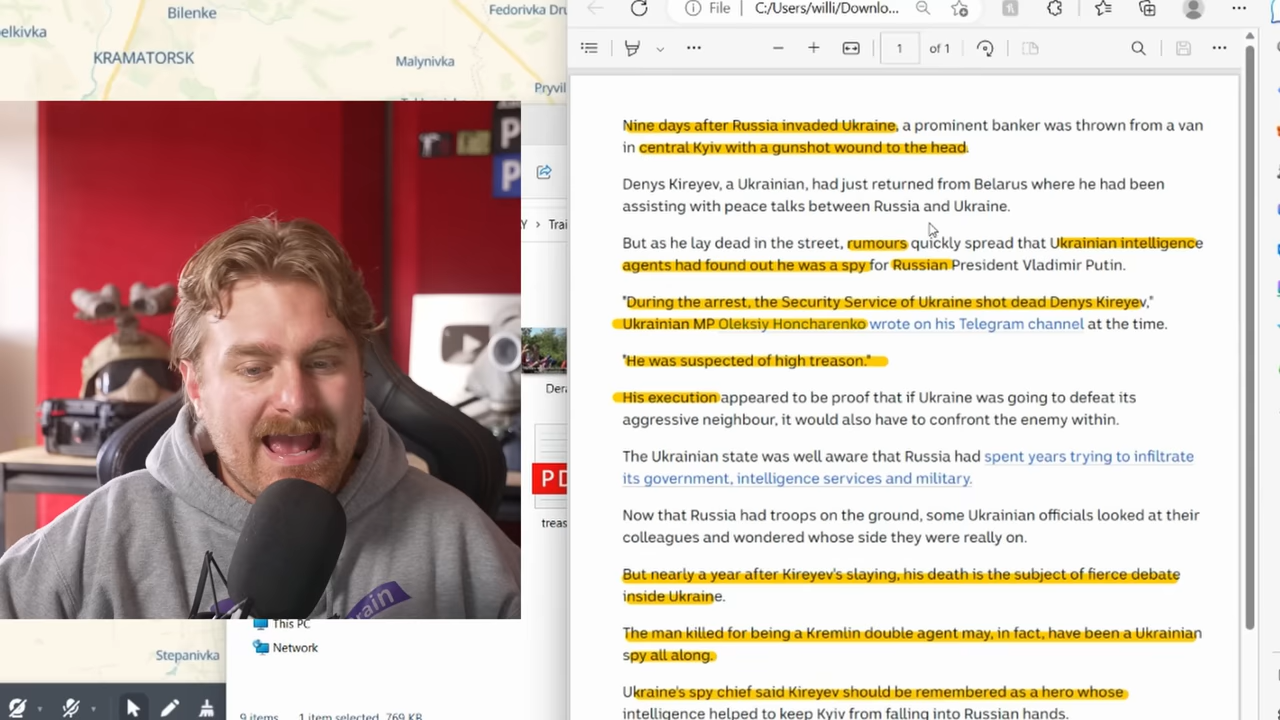 Bilenke
Fedorivka Dru
elkivka
KRAMATORSK
Malynivka
Pryvil
File
C:/Users/willi/Downlo...
1
of 1
Y > Trai
P
P
PD
treas
This PC
Network
Stepanivka
9 items
1 item selected 769 KB
rain
Nine days after Russia invaded Ukraine, a prominent banker was thrown from a van
in central Kyiv with a gunshot wound to the head.
Denys Kireyev, a Ukrainian, had just returned from Belarus where he had been
assisting with peace talks between Russia and Ukraine.
But as he lay dead in the street, rumours quickly spread that Ukrainian intelligence
agents had found out he was a spy for Russian President Vladimir Putin.
"During the arrest, the Security Service of Ukraine shot dead Denys Kireyev,"
Ukrainian MP Oleksiy Honcharenko wrote on his Telegram channel at the time.
"He was suspected of high treason."
His execution appeared to be proof that if Ukraine was going to defeat its
aggressive neighbour, it would also have to confront the enemy within.
The Ukrainian state was well aware that Russia had spent years trying to infiltrate
its government, intelligence services and military.
Now that Russia had troops on the ground, some Ukrainian officials looked at their
colleagues and wondered whose side they were really on.
But nearly a year after Kireyev's slaying, his death is the subject of fierce debate
inside Ukraine.
The man killed for being a Kremlin double agent may, in fact, have been a Ukrainian
spy all along.
Ukraine's spy chief said Kireyev should be remembered as a hero whose
intelligence helped to keep Kyiv from falling into Russian hands.